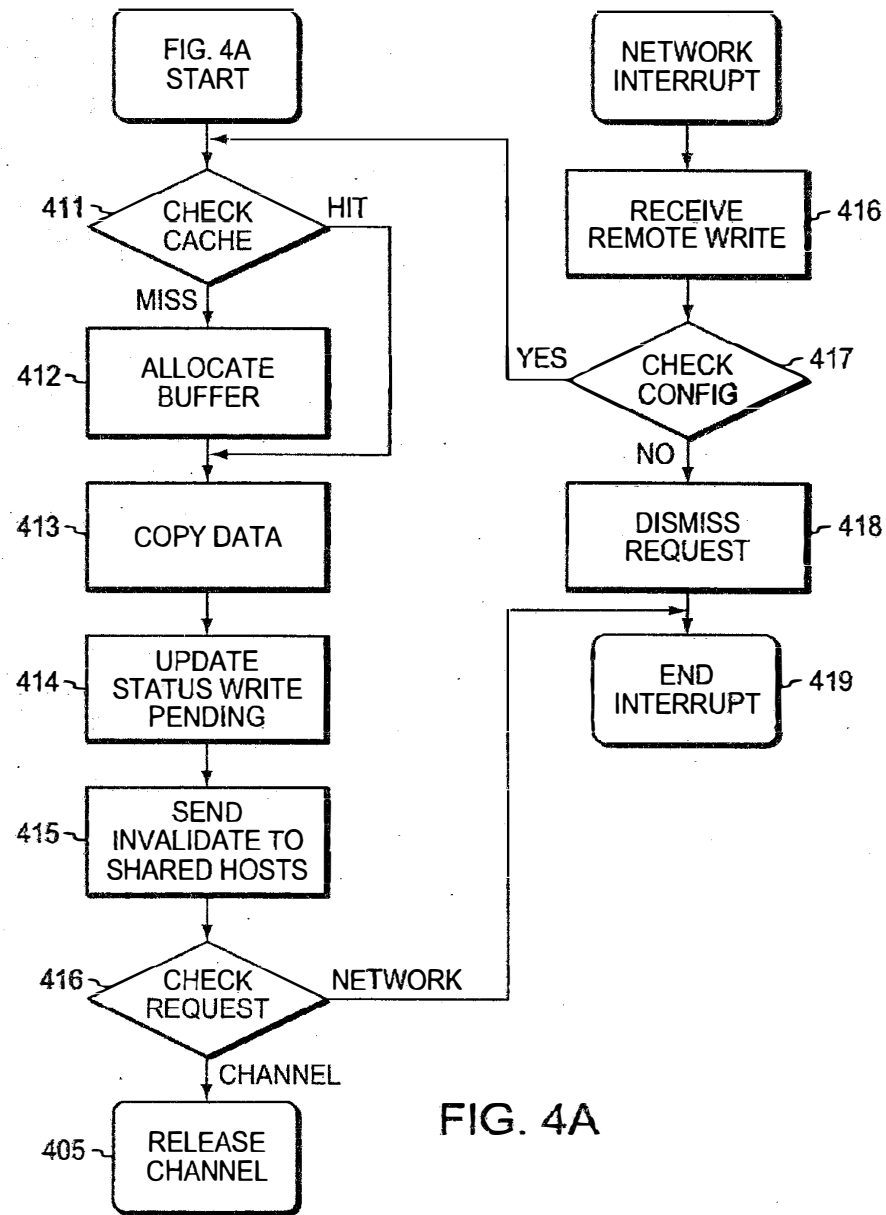 FIG. 4A
START
411
CHECK
CACHE
HIT
MISS
412
ALLOCATE
BUFFER
413
COPY DATA
414
UPDATE
STATUS WRITE
PENDING
415
SEND
INVALIDATE TO
SHARED HOSTS
416
CHECK
REQUEST
NETWORK
CHANNEL
405
RELEASE
CHANNEL
NETWORK
INTERRUPT
RECEIVE
REMOTE WRITE
416
YES
CHECK
CONFIG
417
NO
DISMISS
REQUEST
418
END
INTERRUPT
419
FIG. 4A